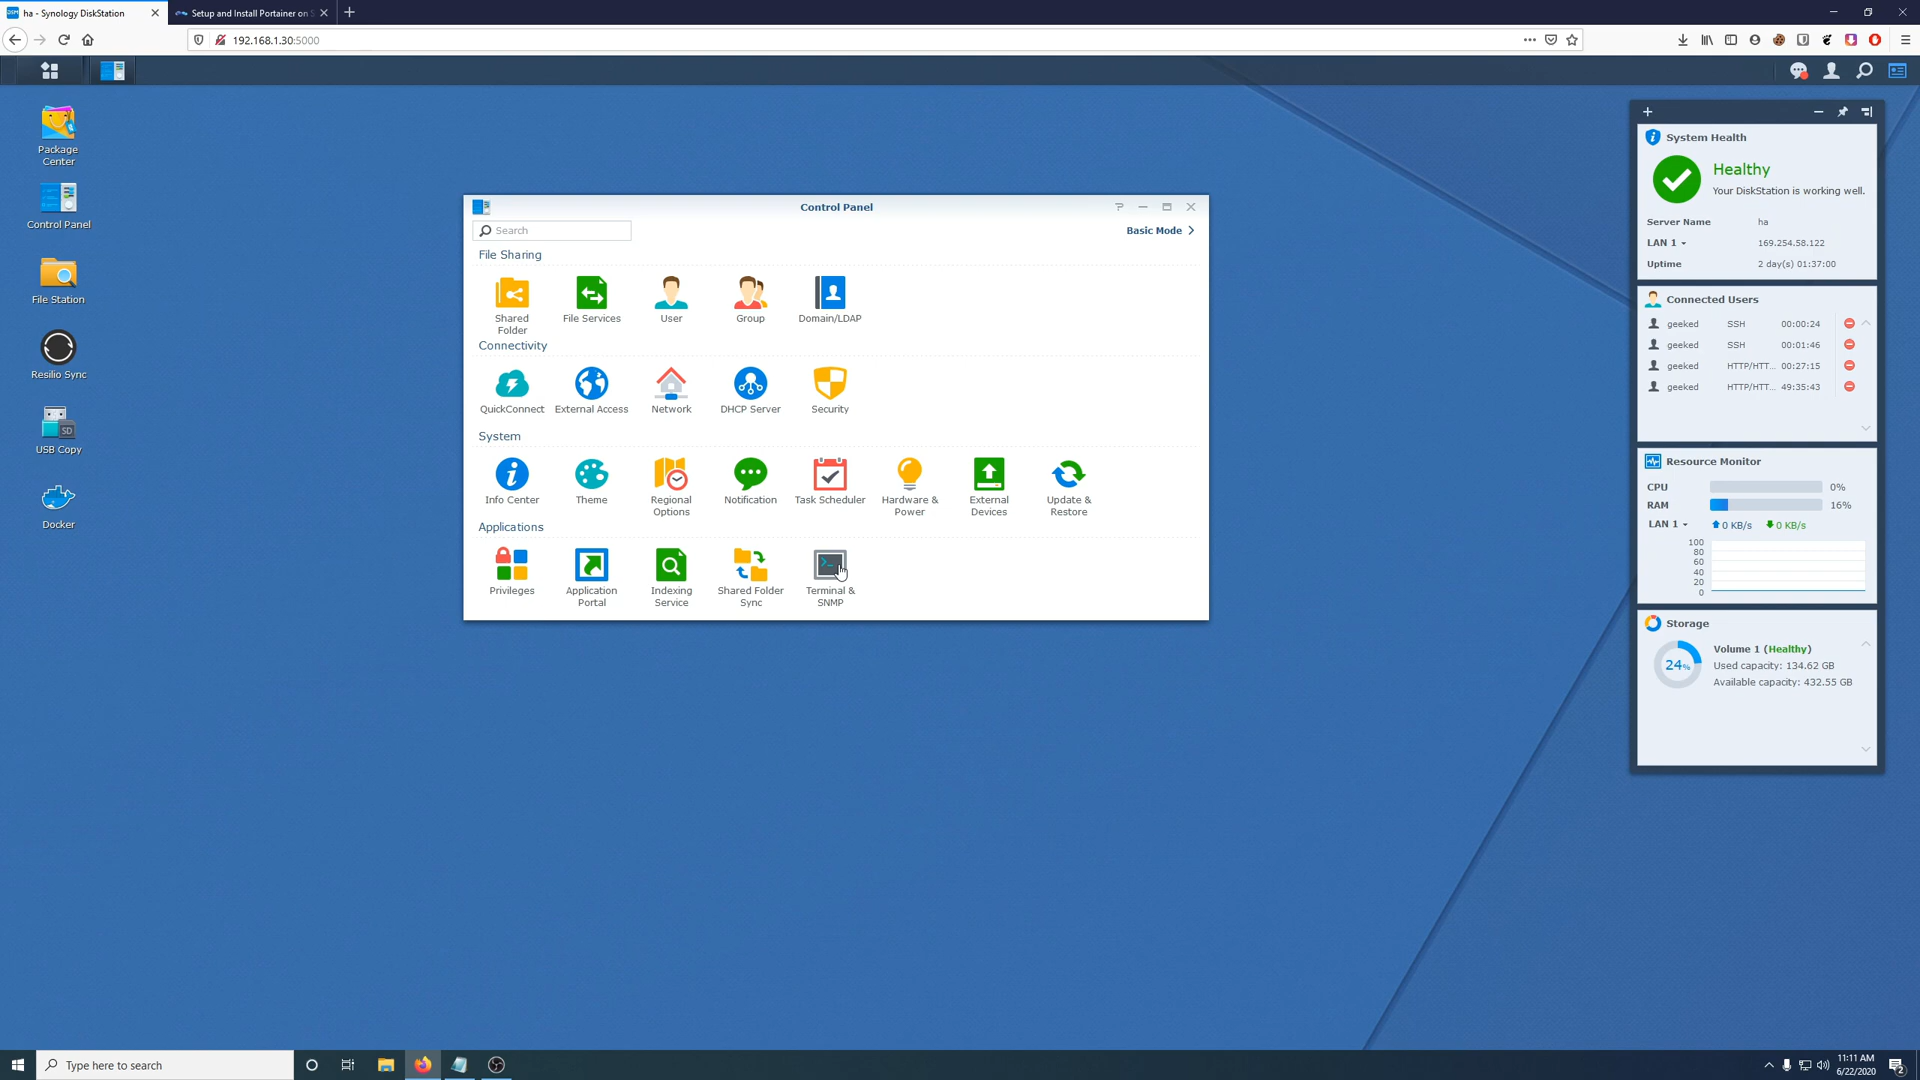 ha - Synology DiskStation
Setup and Install Portainer on S
192.168.1.30:5000
Package
Center
Control Panel
File Station
Resilio Sync
SD
USB Copy
Docker
Control Panel
Search
Basic Mode
File Sharing
Shared
Folder
File Services
User
Group
Domain/LDAP
Connectivity
QuickConnect
External Access
Network
DHCP Server
Security
System
Info Center
Theme
Regional
Options
Notification
Task Scheduler
Hardware &
Power
External
Devices
Update &
Restore
Applications
Privileges
Application
Portal
Indexing
Service
Shared Folder
Sync
Terminal &
SNMP
System Health
Healthy
Your DiskStation is working well.
Server Name ha
LAN 1 169.254.58.122
Uptime 2 day(s) 01:37:00
Connected Users
geeked SSH 00:00:24
geeked SSH 00:01:46
geeked HTTP/HTT... 00:27:15
geeked HTTP/HTT... 49:35:43
Resource Monitor
CPU 0%
RAM 16%
LAN 1 0 KB/s 0 KB/s
100
80
60
40
20
0
Storage
24%
Volume 1 (Healthy)
Used capacity: 134.62 GB
Available capacity: 432.55 GB
Type here to search
11:11 AM
6/22/2020
2